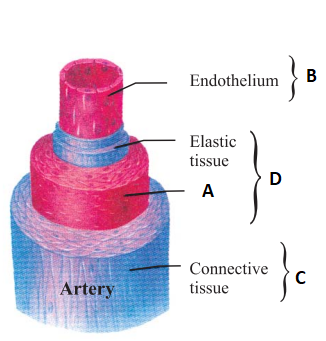 Endothelium
B
Elastic
tissue
D
A
Connective
tissue
C
Artery